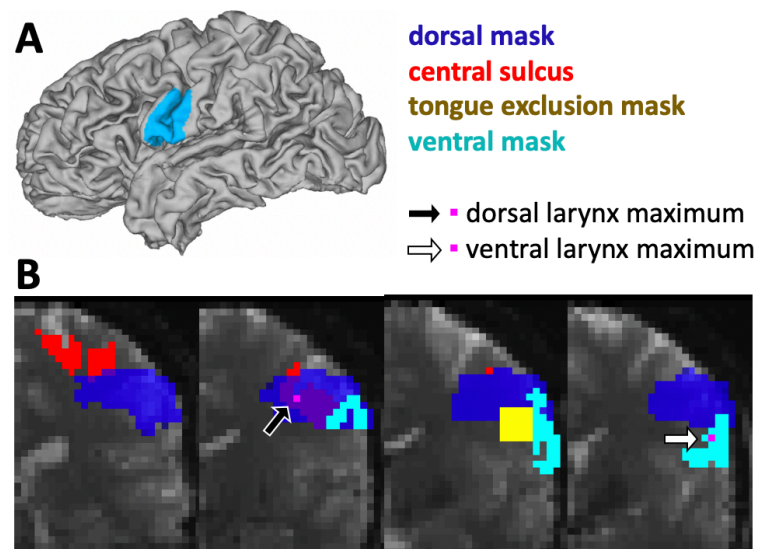 A
dorsal mask
central sulcus
tongue exclusion mask
ventral mask
dorsal larynx maximum
ventral larynx maximum
B